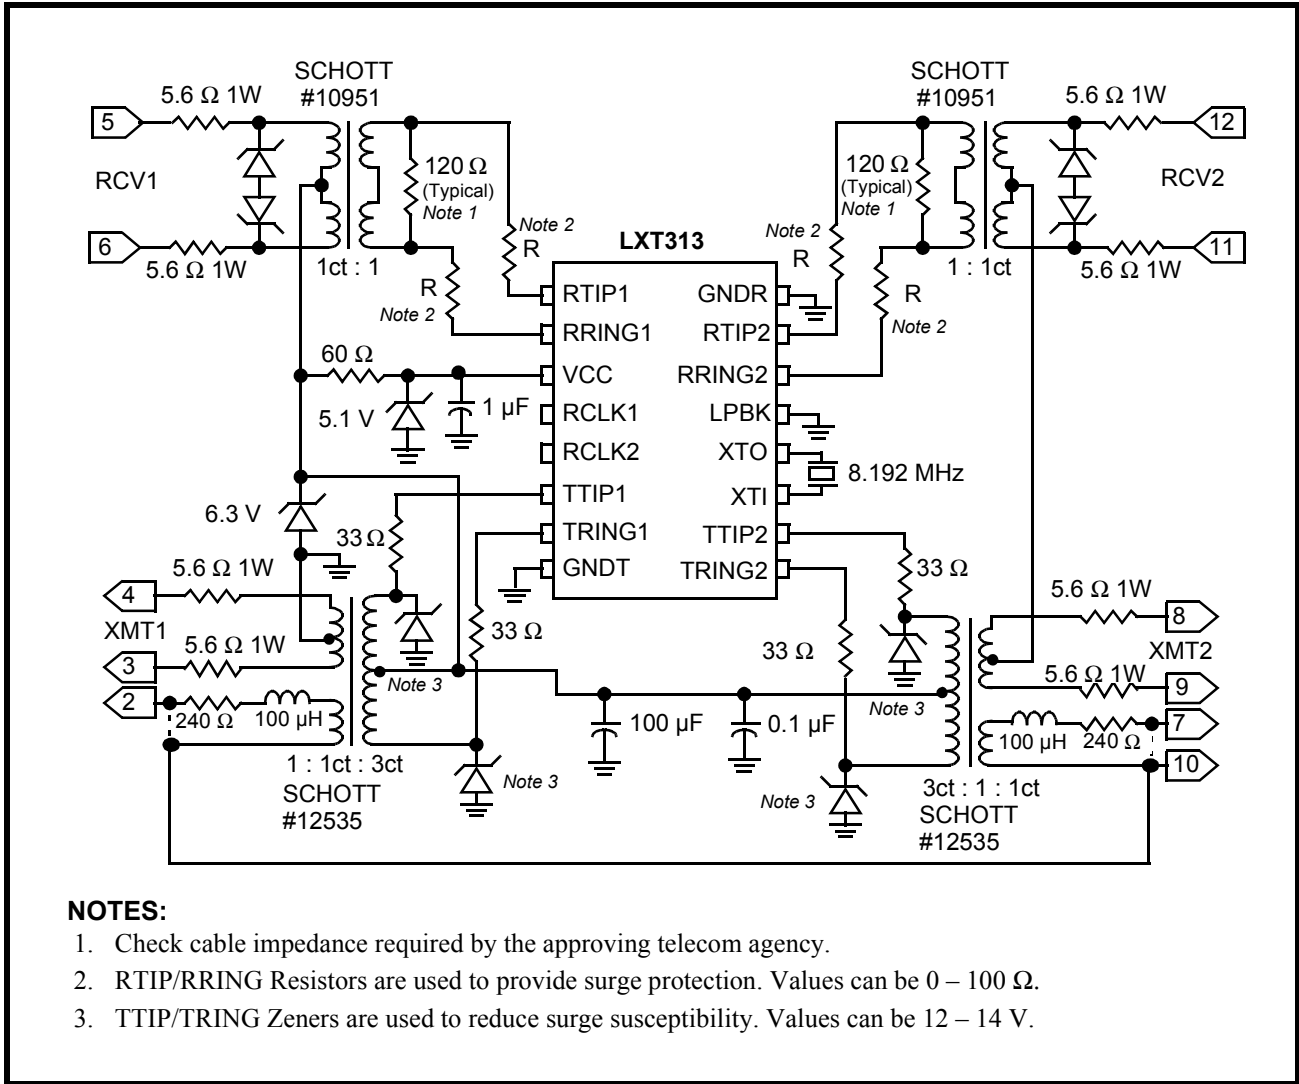 SCHOTT
#10951
SCHOTT
#10951
5.6 Ω 1W
5.6 Ω 1W
5
12
120 Ω
(Typical)
Note 1
120 Ω
(Typical)
Note 1
RCV1
RCV2
Note 2
R
LXT313
Note 2
R
6
11
5.6 Ω 1W
1ct : 1
1 : 1ct
5.6 Ω 1W
R
Note 2
R
Note 2
RTIP1
GNDR
RRING1
RTIP2
60 Ω
VCC
RRING2
5.1 V
1 µF
RCLK1
LPBK
RCLK2
XTO
8.192 MHz
TTIP1
XTI
6.3 V
33 Ω
TRING1
TTIP2
GNDT
TRING2
33 Ω
5.6 Ω 1W
5.6 Ω 1W
4
8
XMT1
5.6 Ω 1W
33 Ω
33 Ω
XMT2
3
5.6 Ω 1W
9
Note 3
Note 3
2
240 Ω
100 µH
100 µF
0.1 µF
100 µH
240 Ω
7
10
1 : 1ct : 3ct
SCHOTT
#12535
Note 3
Note 3
3ct : 1 : 1ct
SCHOTT
#12535
NOTES:
1. Check cable impedance required by the approving telecom agency.
2. RTIP/RRING Resistors are used to provide surge protection. Values can be 0 – 100 Ω.
3. TTIP/TRING Zeners are used to reduce surge susceptibility. Values can be 12 – 14 V.